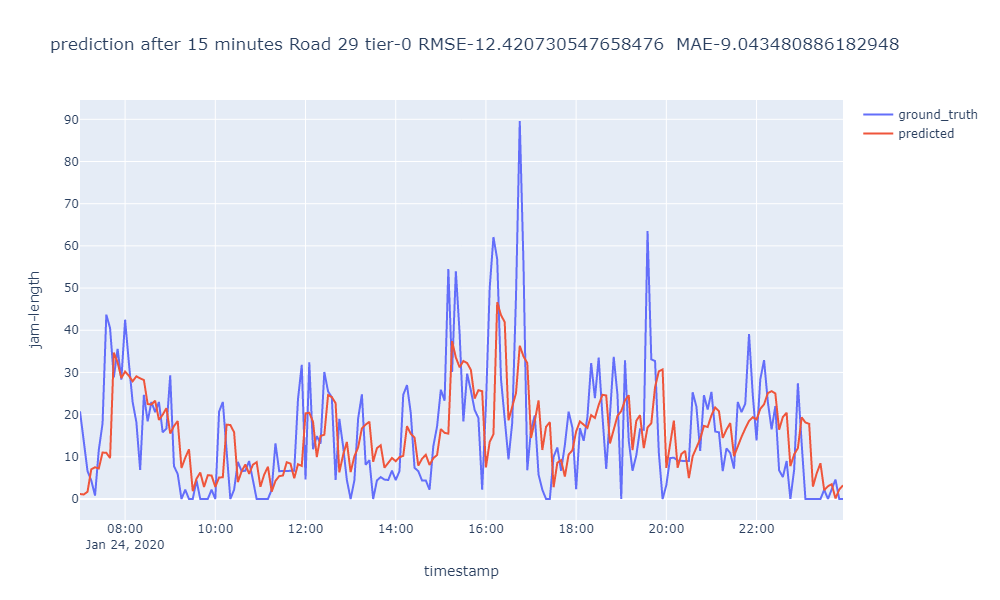 prediction after 15 minutes Road 29 tier-0 RMSE-12.420730547658476 MAE-9.043480886182948
ground_truth
predicted
90
80
70
60
50
40
30
20
10
0
jam-length
08:00 10:00 12:00 14:00 16:00 18:00 20:00 22:00
Jan 24, 2020
timestamp